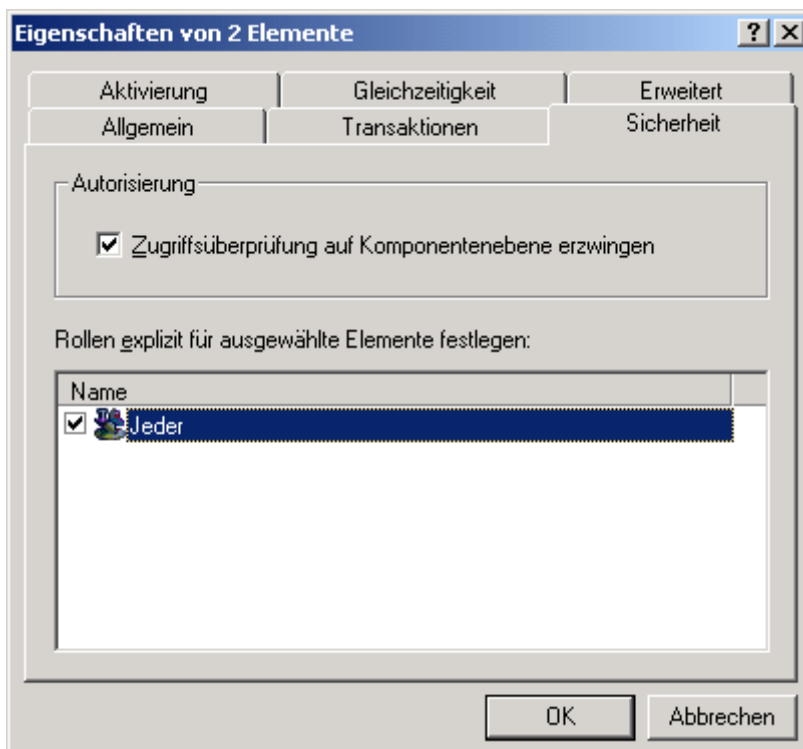 Eigenschaften von 2 Elemente
Aktivierung Gleichzeitigkeit Erweitert
Allgemein Transaktionen Sicherheit
Autorisierung
Zugriffsüberprüfung auf Komponentenebene erzwingen
Rollen explizit für ausgewählte Elemente festlegen:
Name
Jeder
OK Abbrechen